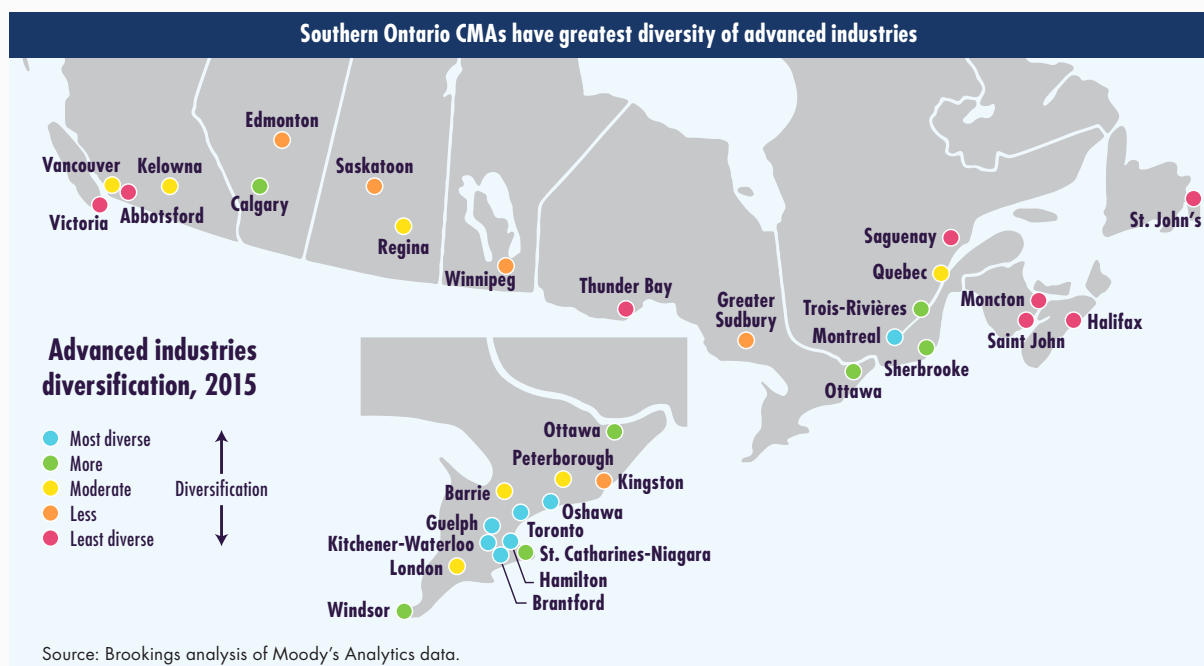 Southern Ontario CMAs have greatest diversity of advanced industries
Edmonton
Vancouver
Kelowna
Saskatoon
Victoria
Abbotsford
Calgary
Regina
Winnipeg
Thunder Bay
Greater
Sudbury
Saguenay
Quebec
Trois-Rivières
Montreal
Sherbrooke
Ottawa
St. John's
Moncton
Saint John
Halifax
Advanced industries
diversification, 2015
Most diverse
More
Moderate
Less
Least diverse
Diversification
Ottawa
Peterborough
Kingston
Barrie
Oshawa
Guelph
Toronto
Kitchener-Waterloo
St. Catharines-Niagara
London
Hamilton
Brantford
Windsor
Source: Brookings analysis of Moody's Analytics data.